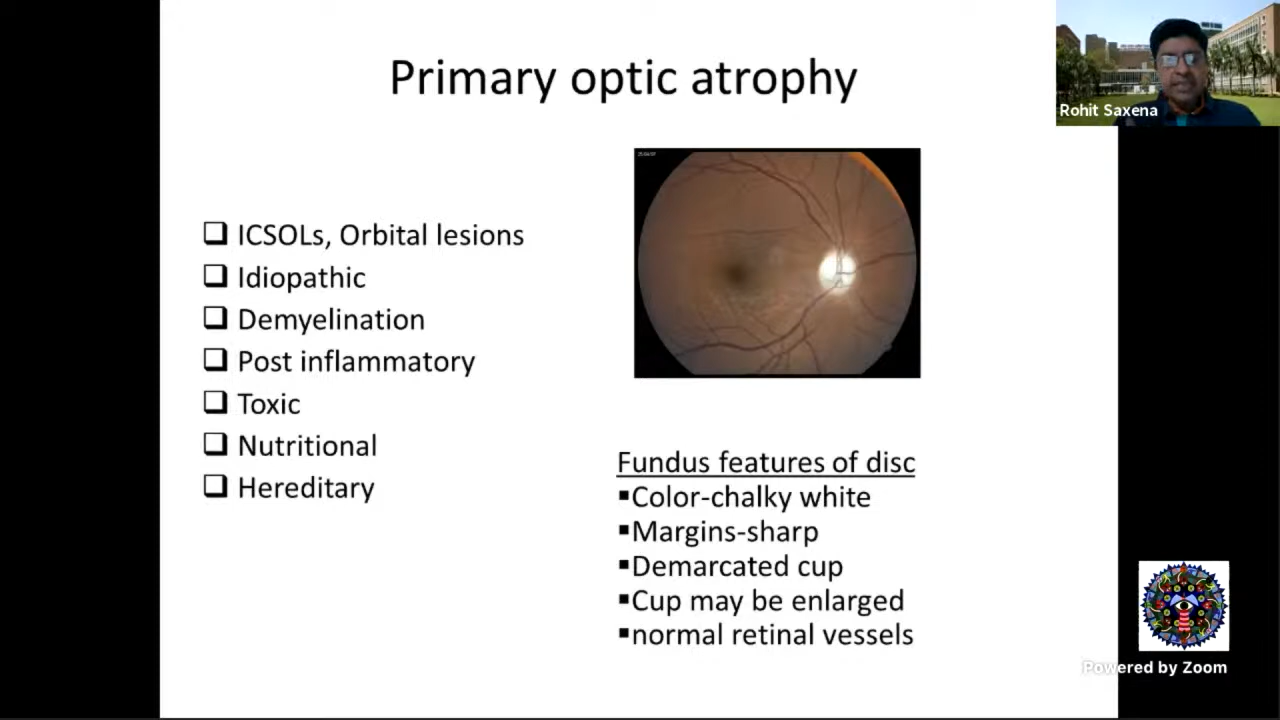 Primary optic atrophy
Rohit Saxena
❑ ICSOLs, Orbital lesions
❑ Idiopathic
❑ Demyelination
❑ Post inflammatory
❑ Toxic
❑ Nutritional
❑ Hereditary
Fundus features of disc
▪Color-chalky white
▪Margins-sharp
▪Demarcated cup
▪Cup may be enlarged
▪normal retinal vessels
Powered by Zoom